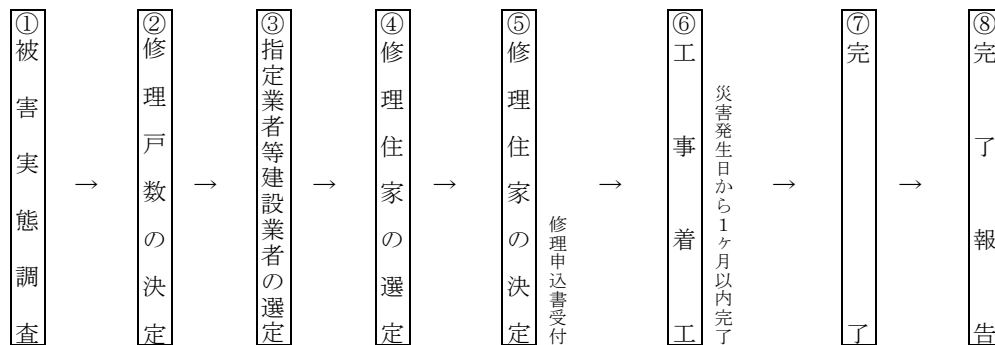 ①被害実態調査
→
②修理戸数の決定
→
③指定業者等建設業者の選定
→
④修理住家の選定
→
⑤修理住家の決定
修理申込書受付
→
⑥工事着工
災害発生日から1ヶ月以内完了
→
⑦完了
→
⑧完了報告